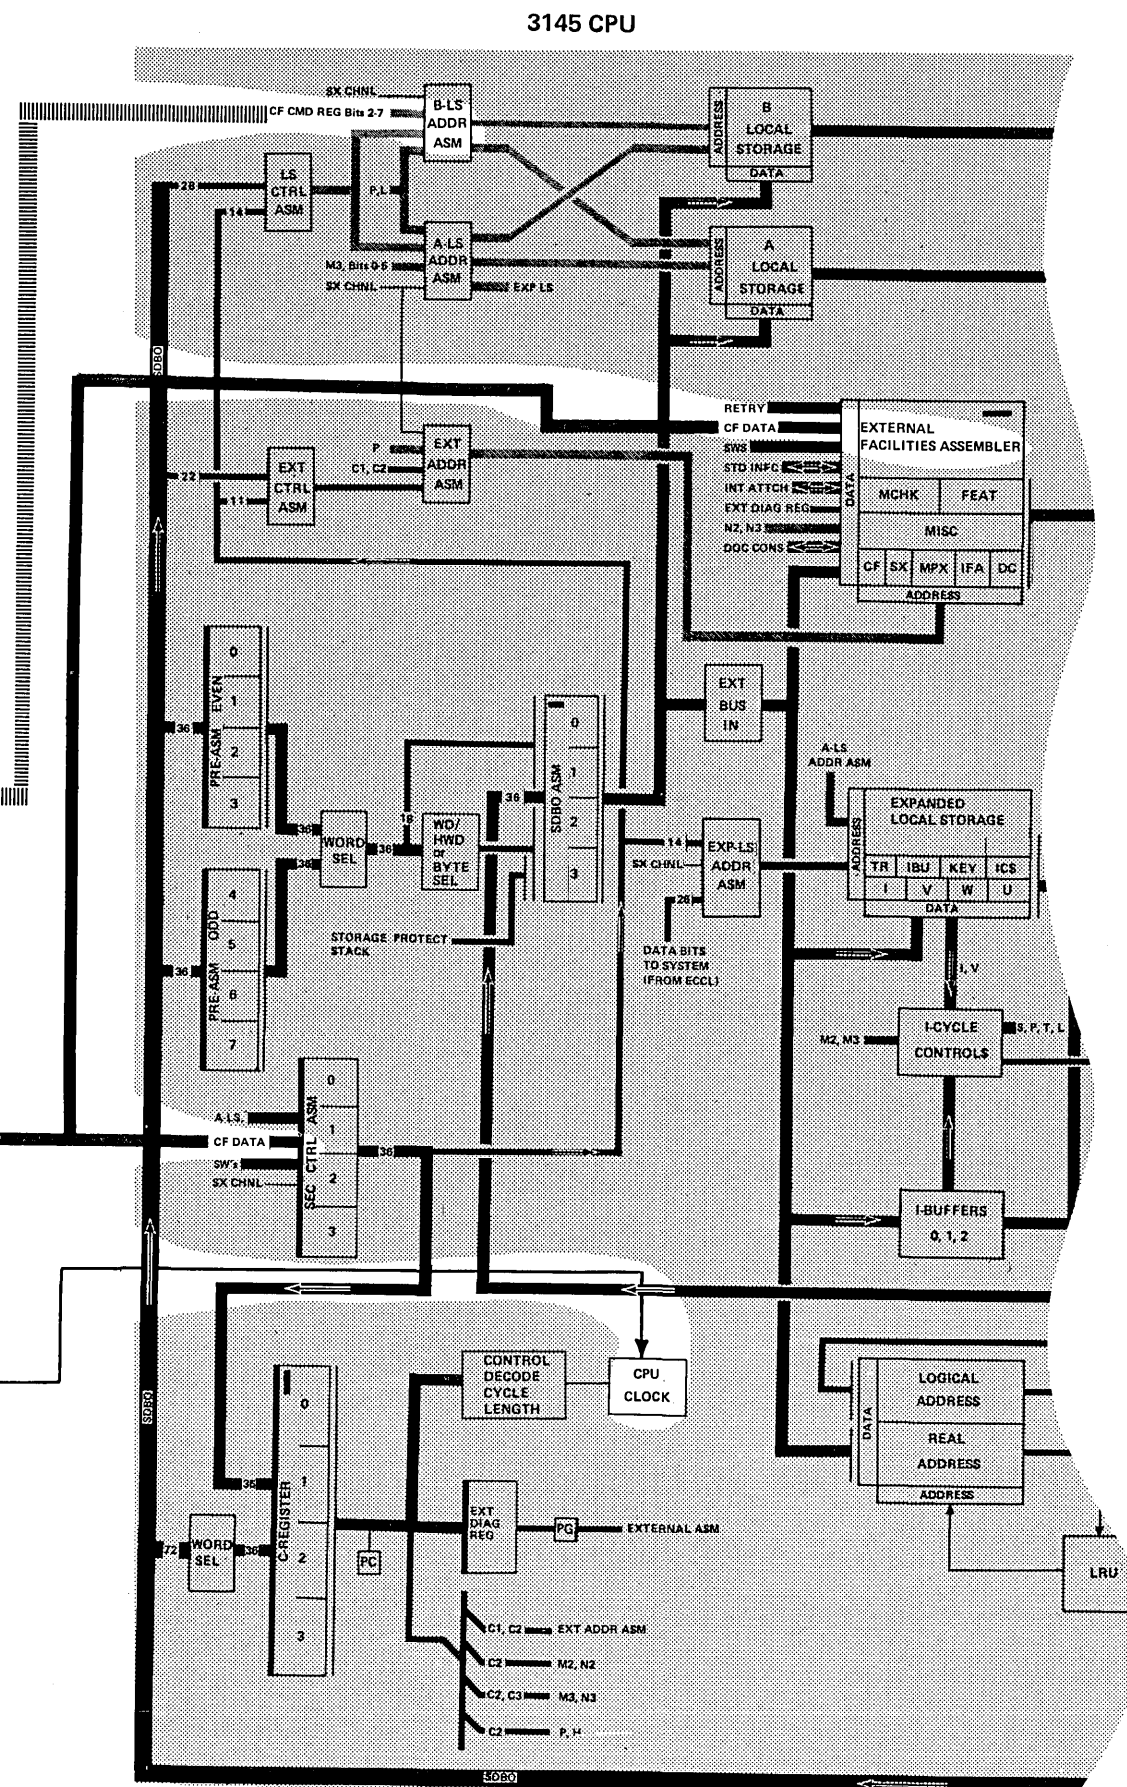 3145 CPU
SX CHNL
CF CMD REG Bits 2-7
B-LS
ADDR
ASM
ADDRESS
B
LOCAL
STORAGE
DATA
LS
CTRL
ASM
28
14
P,L
A-LS
ADDR
ASM
M3, Bits 0-5
SX CHNL
EXP LS
ADDRESS
A
LOCAL
STORAGE
DATA
SDBO
RETRY
CF DATA
SWS
STD INFC
INT ATTCH
EXT DIAG REG
N2, N3
DOC CONS
DATA
EXTERNAL
FACILITIES ASSEMBLER
MCHK
FEAT
MISC
CF
SX
MPX
IFA
DC
ADDRESS
P
C1, C2
EXT
ADDR
ASM
22
11
EXT
CTRL
ASM
PRE-ASM EVEN
0
1
2
3
36
36
WORD
SEL
36
36
18
WD/
HWD
or
BYTE
SEL
36
SDBO ASM
0
1
2
3
EXT
BUS
IN
A-LS
ADDR ASM
ADDRESS
EXPANDED
LOCAL STORAGE
TR
IBU
KEY
ICS
I
V
W
U
DATA
14
SX CHNL
26
EXP-LS
ADDR
ASM
DATA BITS
TO SYSTEM
(FROM ECCL)
STORAGE PROTECT
STACK
PRE-ASM ODD
4
5
6
7
36
I, V
M2, M3
I-CYCLE
CONTROLS
S, P, T, L
A LS
CF DATA
SW's
SX CHNL
SEC CTRL ASM
0
1
2
3
36
I-BUFFERS
0, 1, 2
CONTROL
DECODE
CYCLE
LENGTH
CPU
CLOCK
DATA
LOGICAL
ADDRESS
REAL
ADDRESS
ADDRESS
LRU
SDBO
C-REGISTER
0
1
2
3
36
72
WORD
SEL
36
PC
EXT
DIAG
REG
PG
EXTERNAL ASM
C1, C2
EXT ADDR ASM
C2
M2, N2
C2, C3
M3, N3
C2
P, H
SDBO